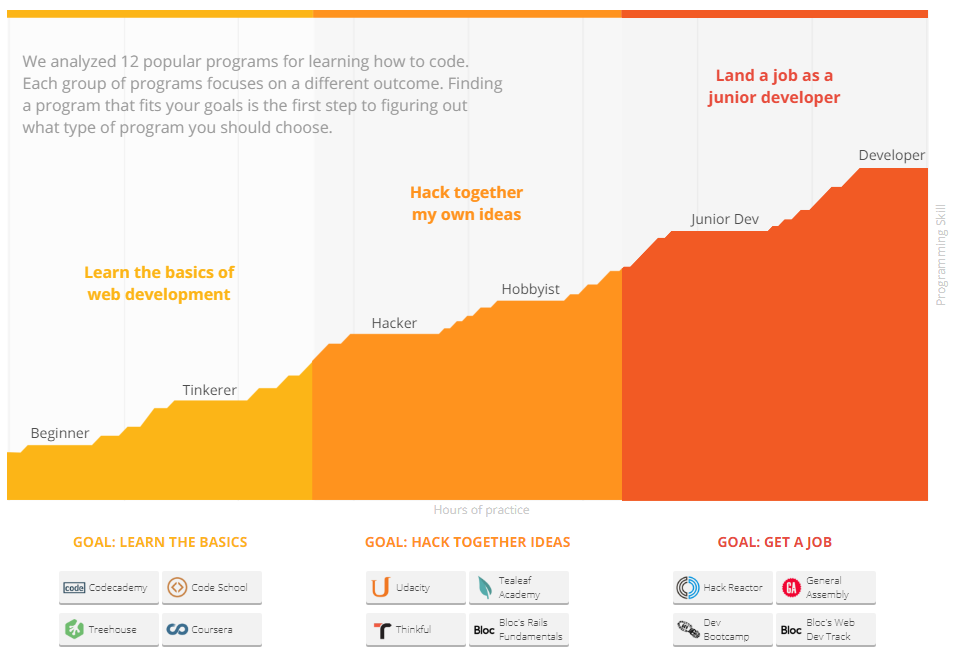 We analyzed 12 popular programs for learning how to code.
Each group of programs focuses on a different outcome. Finding
a program that fits your goals is the first step to figuring out
what type of program you should choose.
Land a job as a
junior developer
Developer
Hack together
my own ideas
Junior Dev
Programming Skill
Learn the basics of
web development
Hobbyist
Hacker
Tinkerer
Beginner
Hours of practice
GOAL: LEARN THE BASICS
code Codecademy
Code School
Treehouse
Coursera
GOAL: HACK TOGETHER IDEAS
Udacity
Tealeaf
Academy
Thinkful
Bloc Bloc's Rails
Fundamentals
GOAL: GET A JOB
Hack Reactor
GA General
Assembly
Dev
Bootcamp
Bloc Bloc's Web
Dev Track